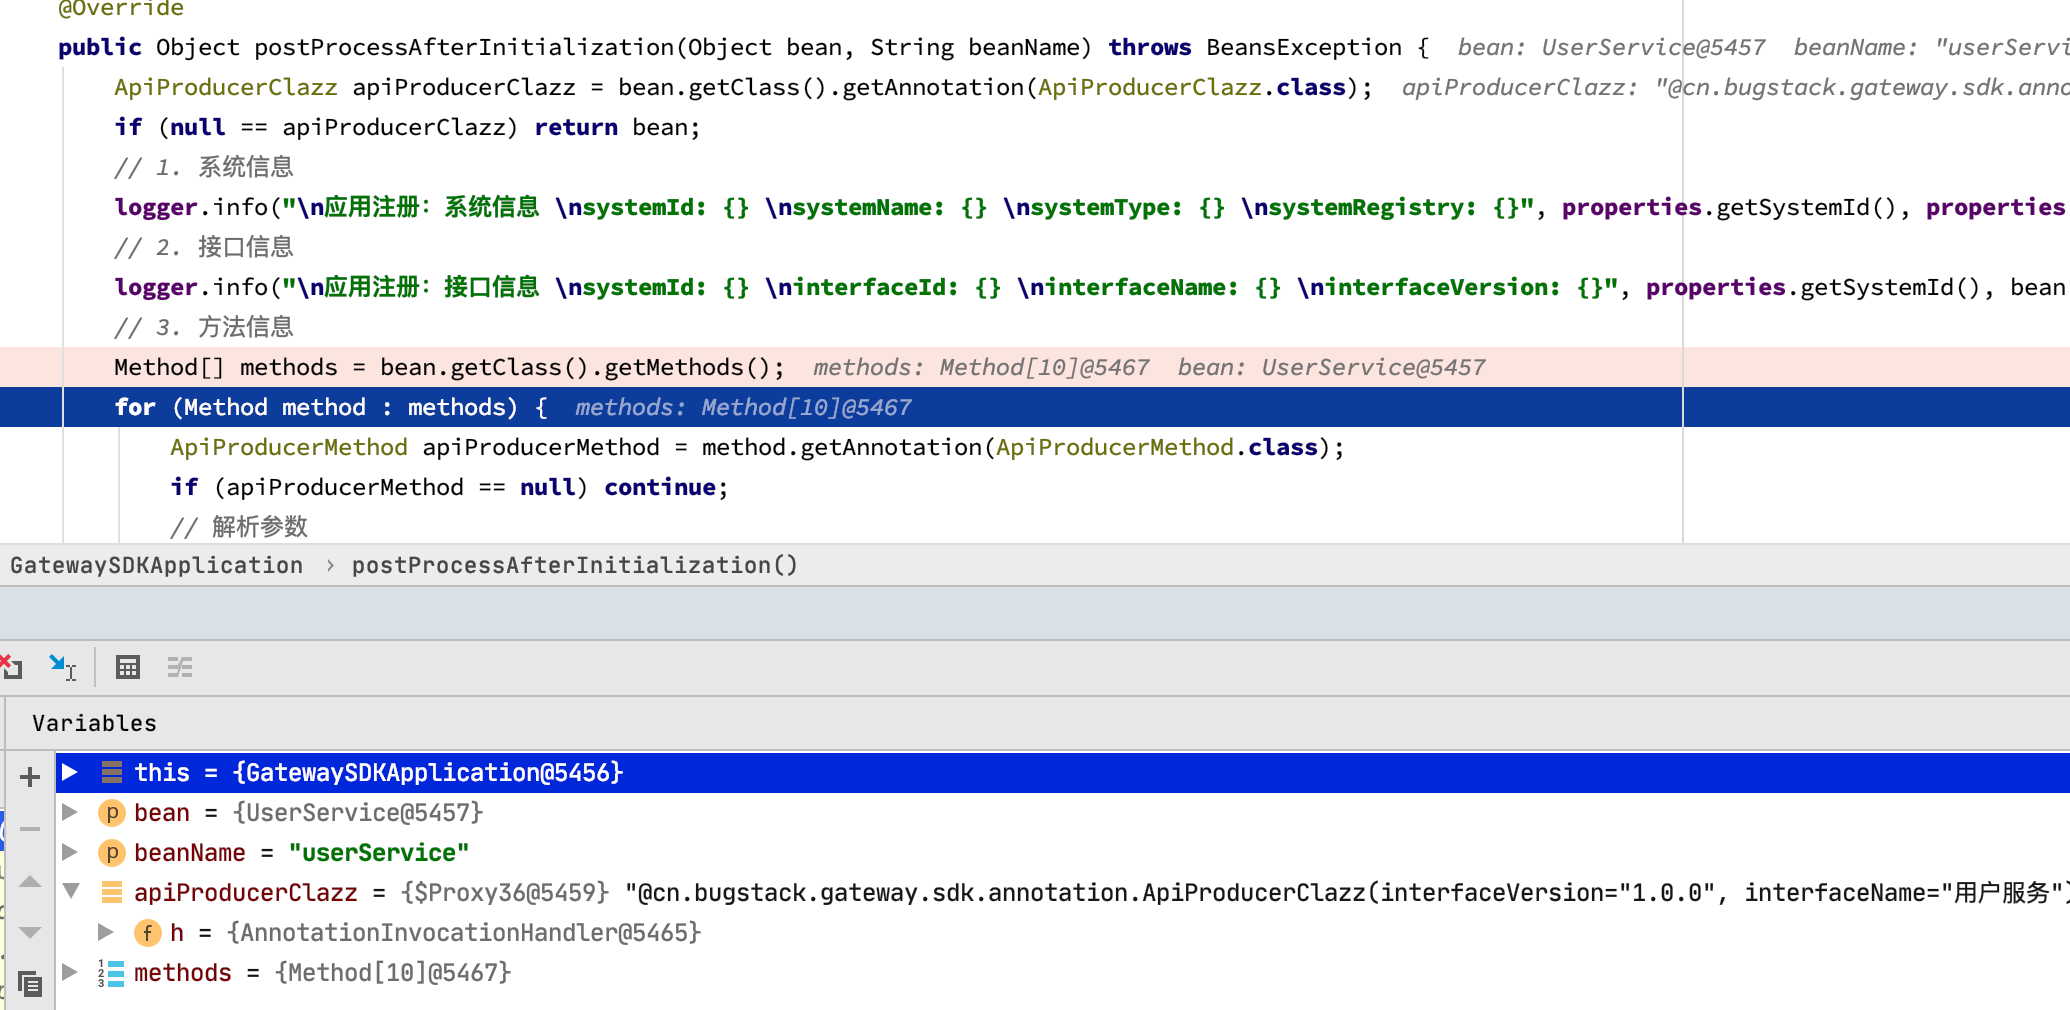 @Override
public Object postProcessAfterInitialization(Object bean, String beanName) throws BeansException {  bean: UserService@5457  beanName: "userServi
ApiProducerClazz apiProducerClazz = bean.getClass().getAnnotation(ApiProducerClazz.class);  apiProducerClazz: "@cn.bugstack.gateway.sdk.anno
if (null == apiProducerClazz) return bean;
// 1. 系统信息
logger.info("\n应用注册：系统信息 \nsystemId: {} \nsystemName: {} \nsystemType: {} \nsystemRegistry: {}", properties.getSystemId(), properties
// 2. 接口信息
logger.info("\n应用注册：接口信息 \nsystemId: {} \ninterfaceId: {} \ninterfaceName: {} \ninterfaceVersion: {}", properties.getSystemId(), bean
// 3. 方法信息
Method[] methods = bean.getClass().getMethods();  methods: Method[10]@5467  bean: UserService@5457
for (Method method : methods) {  methods: Method[10]@5467
ApiProducerMethod apiProducerMethod = method.getAnnotation(ApiProducerMethod.class);
if (apiProducerMethod == null) continue;
// 解析参数
GatewaySDKApplication › postProcessAfterInitialization()
Variables
this = {GatewaySDKApplication@5456}
p bean = {UserService@5457}
p beanName = "userService"
apiProducerClazz = {$Proxy36@5459} "@cn.bugstack.gateway.sdk.annotation.ApiProducerClazz(interfaceVersion="1.0.0", interfaceName="用户服务")
f h = {AnnotationInvocationHandler@5465}
methods = {Method[10]@5467}